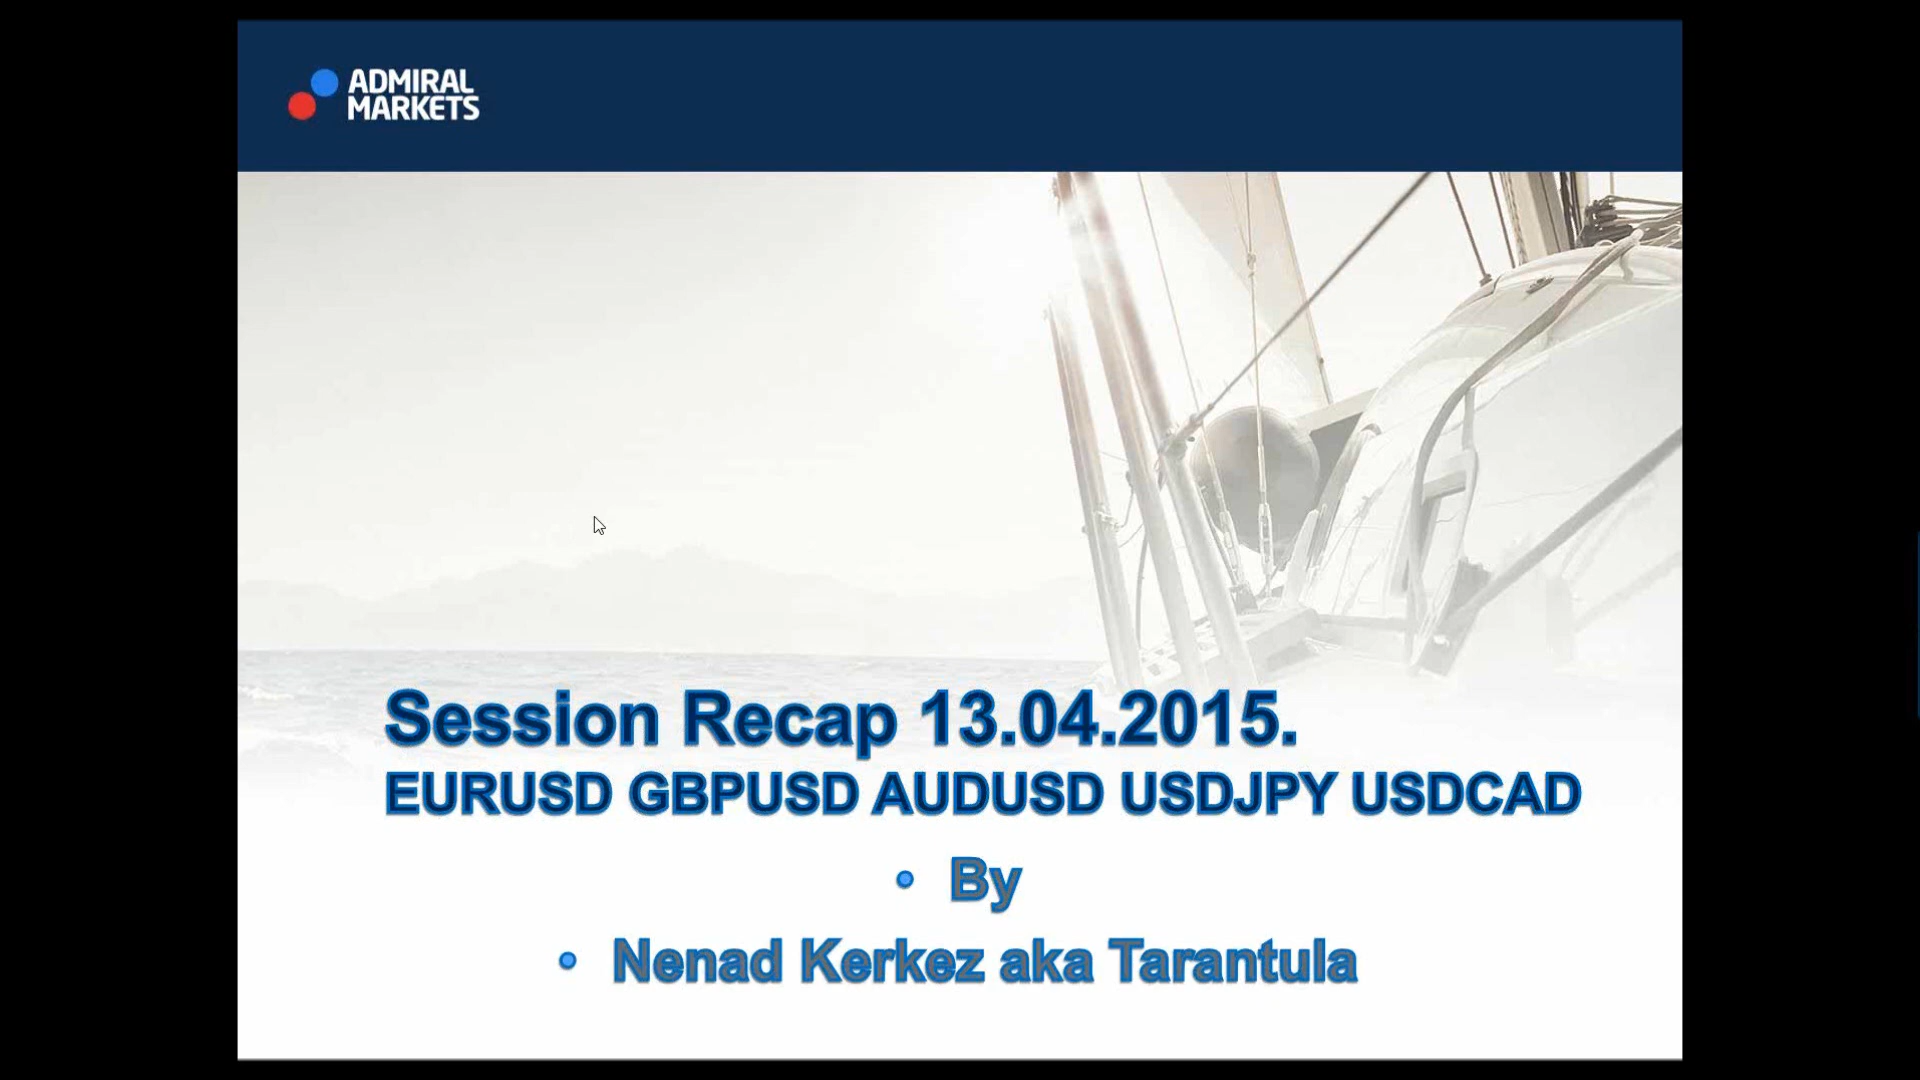 ADMIRAL
MARKETS
Session Recap 13.04.2015.
EURUSD GBPUSD AUDUSD USDJPY USDCAD
• By
• Nenad Kerkez aka Tarantula